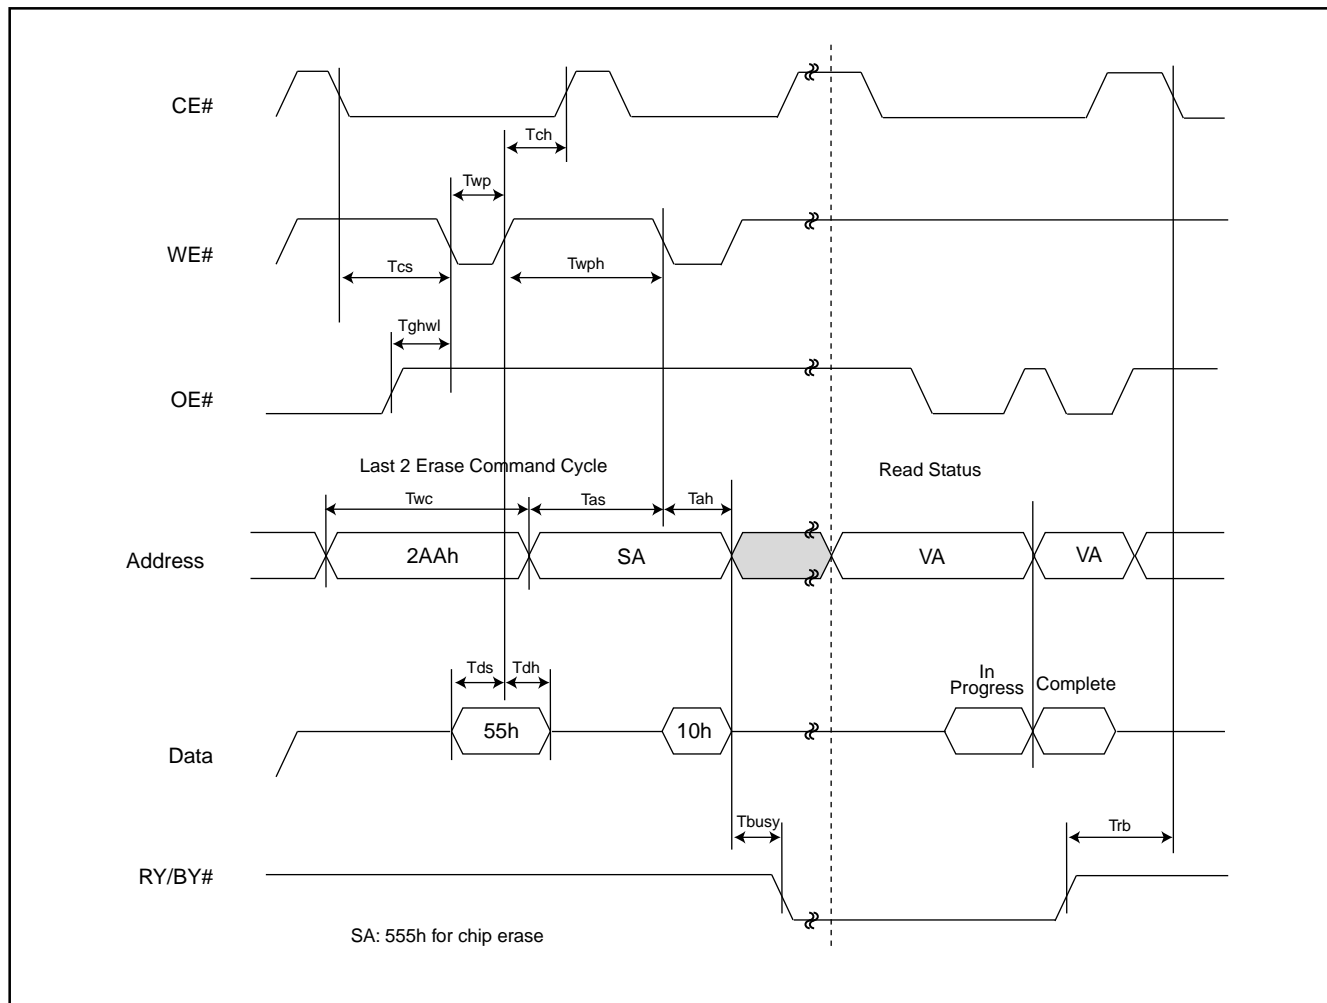 CE#
Tch
Twp
WE#
Tcs
Twph
Tghwl
OE#
Last 2 Erase Command Cycle
Read Status
Twc
Tas
Tah
Address
2AAh
SA
VA
VA
Tds
Tdh
In
Progress
Complete
55h
10h
Data
Tbusy
Trb
RY/BY#
SA: 555h for chip erase